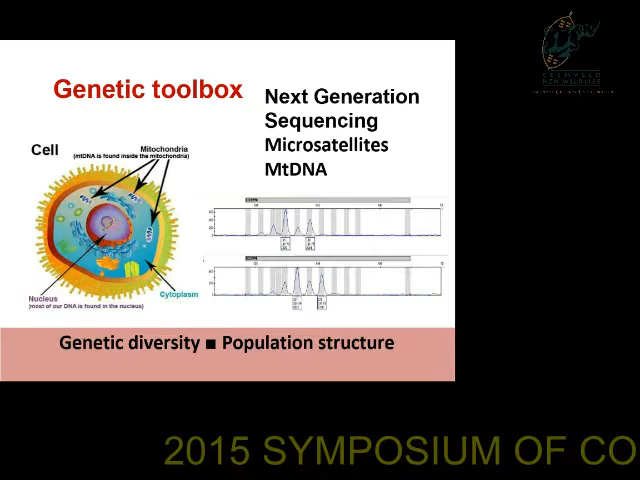 Genetic toolbox
Next Generation
Sequencing
Microsatellites
MtDNA
Cell
Mitochondria
(mtDNA is found inside the mitochondria)
Nucleus
(most of our DNA is found in the nucleus)
Cytoplasm
Genetic diversity ■ Population structure
2015 SYMPOSIUM OF CO